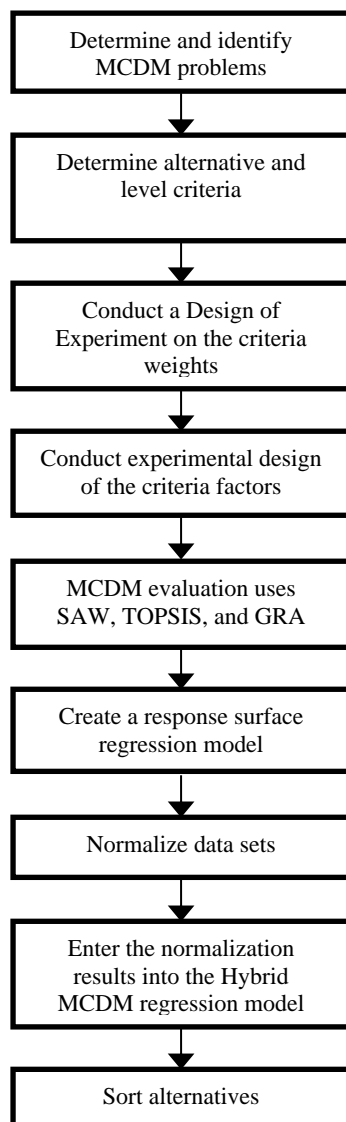 Determine and identify
MCDM problems
Determine alternative and
level criteria
Conduct a Design of
Experiment on the criteria
weights
Conduct experimental design
of the criteria factors
MCDM evaluation uses
SAW, TOPSIS, and GRA
Create a response surface
regression model
Normalize data sets
Enter the normalization
results into the Hybrid
MCDM regression model
Sort alternatives